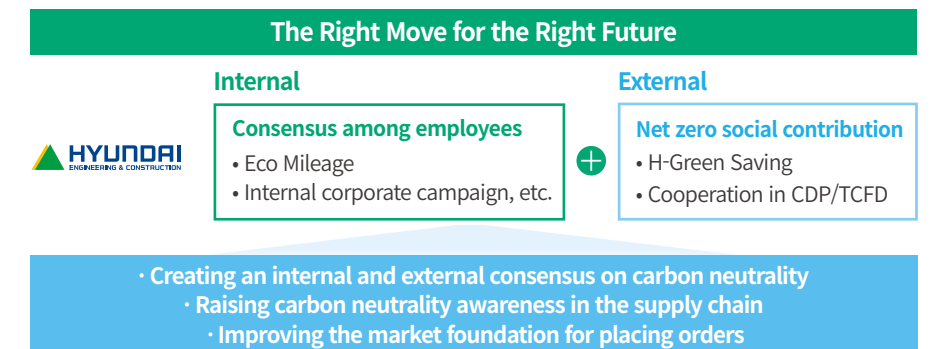 The Right Move for the Right Future
Internal
External
HYUNDAI
ENGINEERING & CONSTRUCTION
Consensus among employees
• Eco Mileage
• Internal corporate campaign, etc.
+
Net zero social contribution
• H-Green Saving
• Cooperation in CDP/TCFD
· Creating an internal and external consensus on carbon neutrality
· Raising carbon neutrality awareness in the supply chain
· Improving the market foundation for placing orders